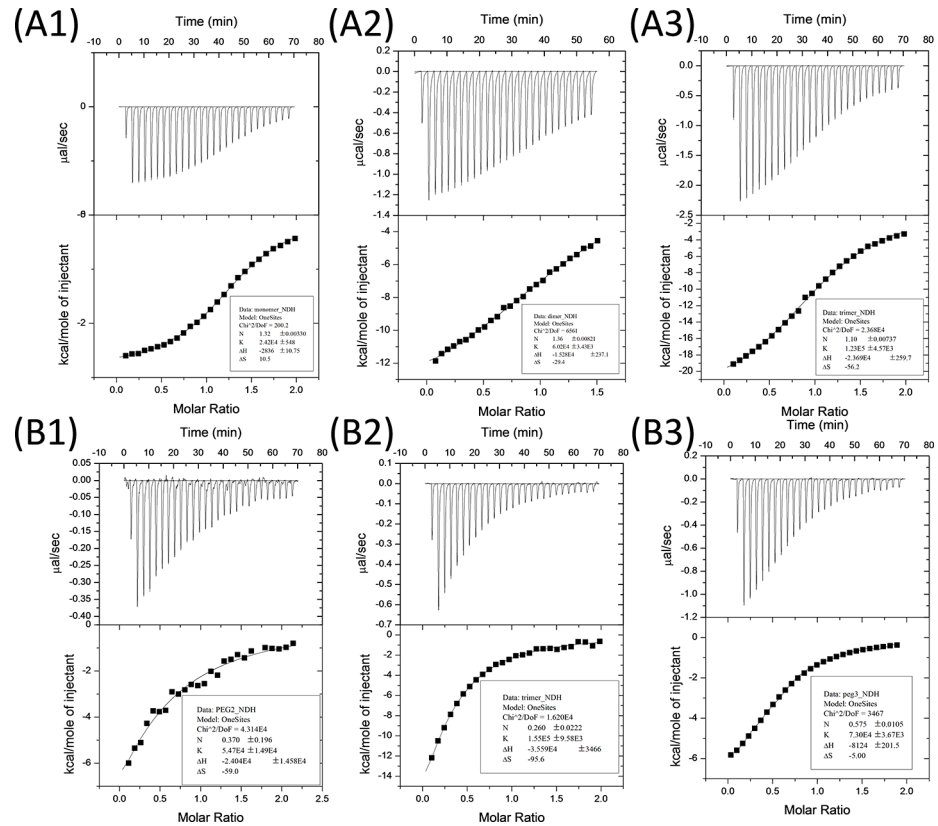 (A1)
Time (min)
-10 0 10 20 30 40 50 60 70 80
0
-8
µal/sec
-2
kcal/mole of injectant
Data: monomer_NDH
Model: OneSites
Chi^2/DoF = 200.2
N 1.32 ±0.00330
K 2.42E4 ±548
ΔH -2836 ±10.75
ΔS 10.5
0.0 0.5 1.0 1.5 2.0
Molar Ratio
(A2)
Time (min)
0 10 20 30 40 50 60
0.2
0.0
-0.2
-0.4
-0.6
-0.8
-1.0
-1.2
-1.4
µcal/sec
-4
-6
-8
-10
-12
kcal/mole of injectant
Data: dimer_NDH
Model: OneSites
Chi^2/DoF = 6561
N 1.36 ±0.00821
K 6.02E4 ±3.43E3
ΔH -1.528E4 ±237.1
ΔS -29.4
0.0 0.5 1.0 1.5
Molar Ratio
(A3)
Time (min)
-10 0 10 20 30 40 50 60 70 80
0.0
-0.5
-1.0
-1.5
-2.0
-2.5
µcal/sec
-2
-4
-6
-8
-10
-12
-14
-16
-18
-20
kcal/mole of injectant
Data: trimer_NDH
Model: OneSites
Chi^2/DoF = 2.368E4
N 1.10 ±0.00737
K 1.23E5 ±4.57E3
ΔH -2.369E4 ±259.7
ΔS -56.2
0.0 0.5 1.0 1.5 2.0
Molar Ratio
(B1)
Time (min)
-10 0 10 20 30 40 50 60 70 80
0.05
0.00
-0.05
-0.10
-0.15
-0.20
-0.25
-0.30
-0.35
-0.40
µal/sec
0
-2
-4
-6
kcal/mole of injectant
Data: PEG2_NDH
Model: OneSites
Chi^2/DoF = 4.314E4
N 0.370 ±0.196
K 5.47E4 ±1.49E4
ΔH -2.404E4 ±1.458E4
ΔS -59.0
0.0 0.5 1.0 1.5 2.0 2.5
Molar Ratio
(B2)
Time (min)
-10 0 10 20 30 40 50 60 70 80
0.1
0.0
-0.1
-0.2
-0.3
-0.4
-0.5
-0.6
-0.7
µal/sec
0
-2
-4
-6
-8
-10
-12
-14
kcal/mole of injectant
Data: trimer_NDH
Model: OneSites
Chi^2/DoF = 1.620E4
N 0.260 ±0.0222
K 1.55E5 ±9.58E3
ΔH -3.559E4 ±3466
ΔS -95.6
0.0 0.5 1.0 1.5 2.0
Molar Ratio
(B3)
Time (min)
-10 0 10 20 30 40 50 60 70 80
0.2
0.0
-0.2
-0.4
-0.6
-0.8
-1.0
-1.2
µal/sec
0
-2
-4
-6
kcal/mole of injectant
Data: peg3_NDH
Model: OneSites
Chi^2/DoF = 3467
N 0.575 ±0.0105
K 7.30E4 ±3.67E3
ΔH -8124 ±201.5
ΔS -5.00
0.0 0.5 1.0 1.5 2.0
Molar Ratio